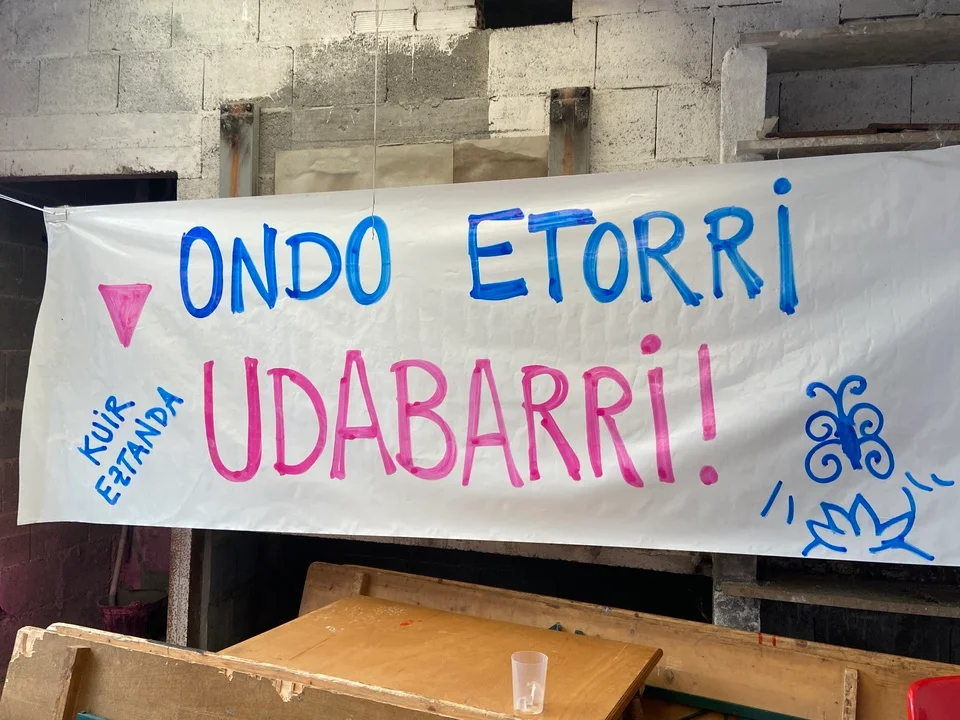 ONDO ETORRi
UDABARRi!
KUiR
EZTANDA